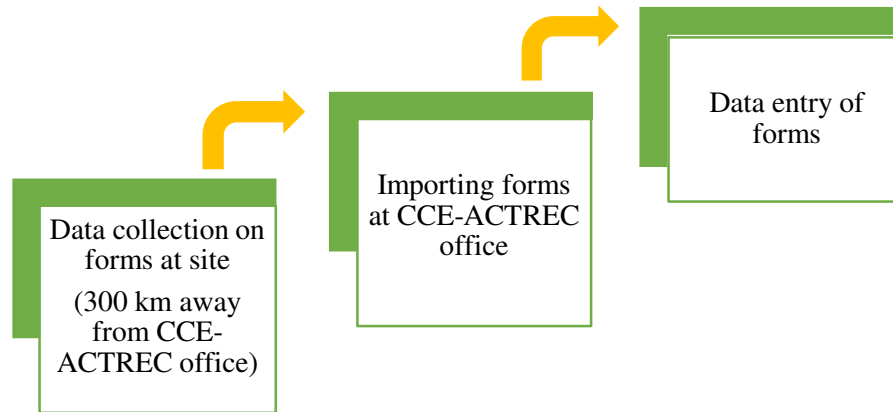 Data collection on
forms at site
(300 km away
from CCE-
ACTREC office)
Importing forms
at CCE-ACTREC
office
Data entry of
forms